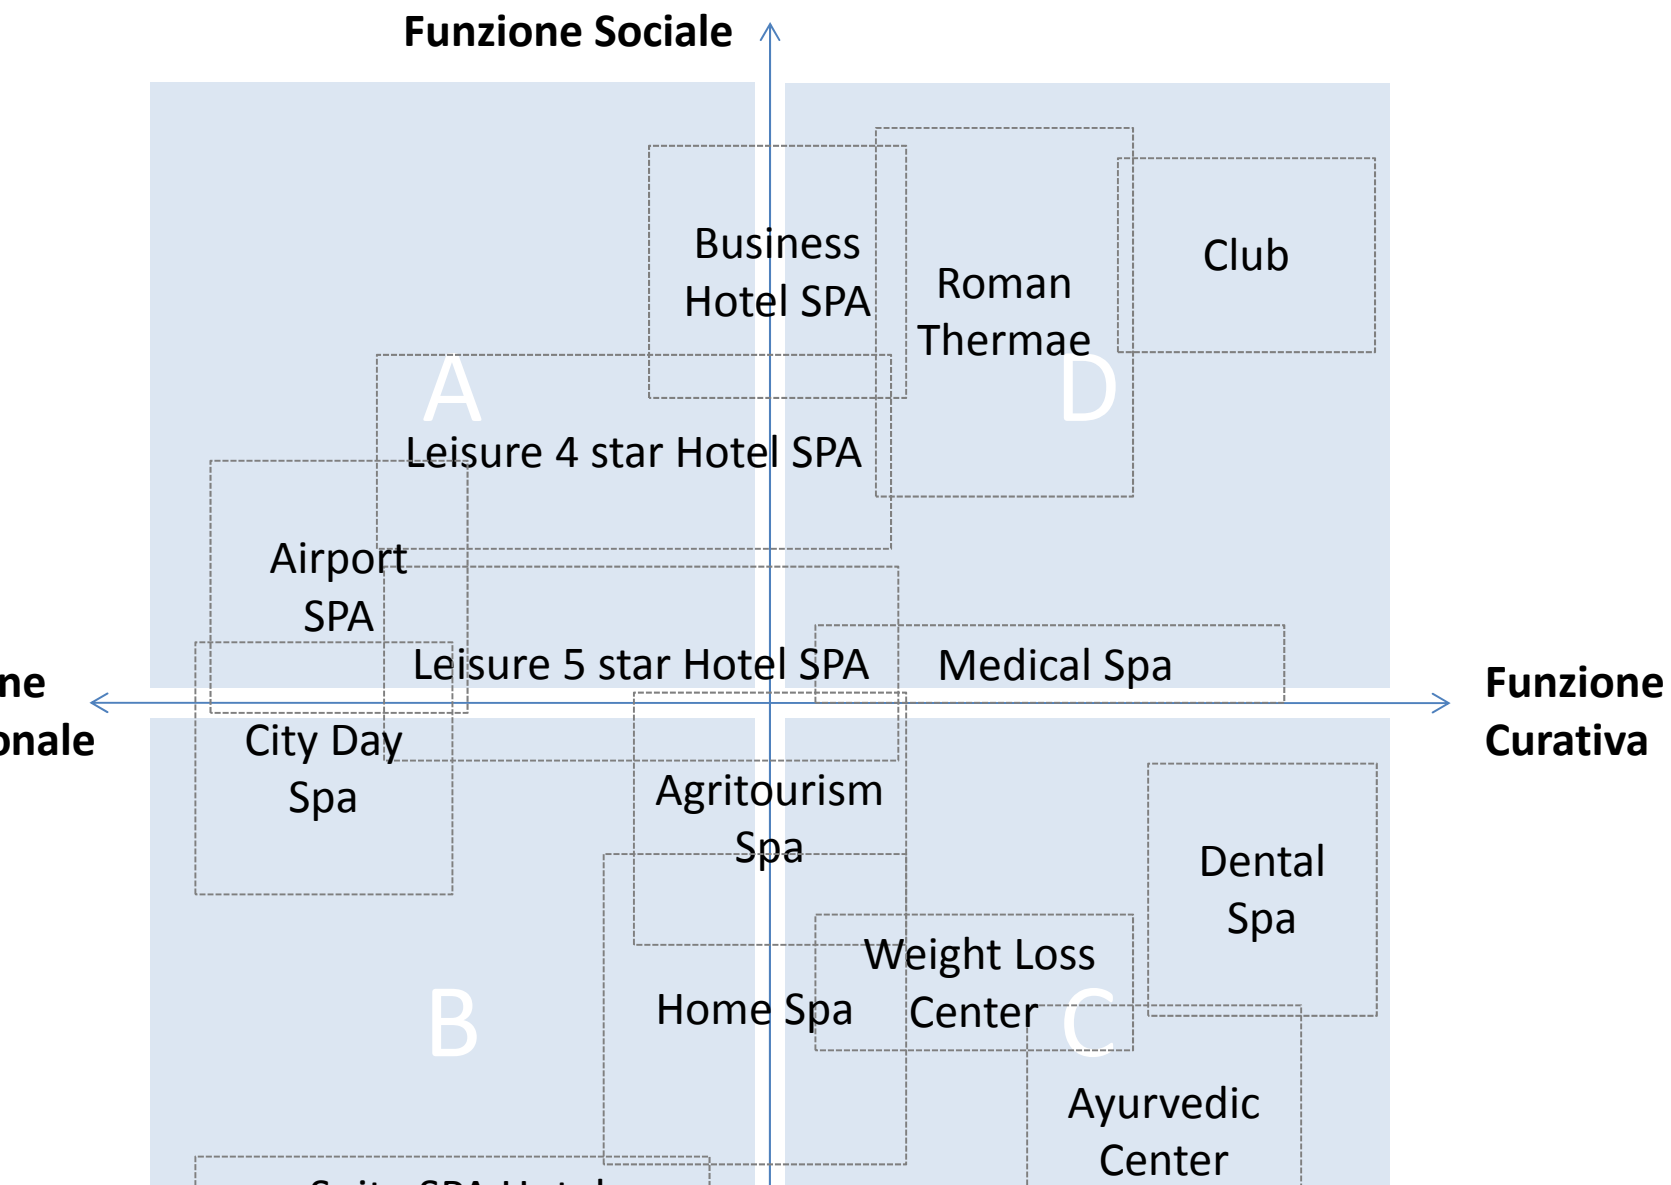 Funzione Sociale
Business
Hotel SPA
Roman
Thermae
Club
A
D
Leisure 4 star Hotel SPA
Airport
SPA
Leisure 5 star Hotel SPA
Medical Spa
ne
onale
Funzione
Curativa
City Day
Spa
Agritourism
Spa
Dental
Spa
Weight Loss
Center
Home Spa
B
C
Ayurvedic
Center